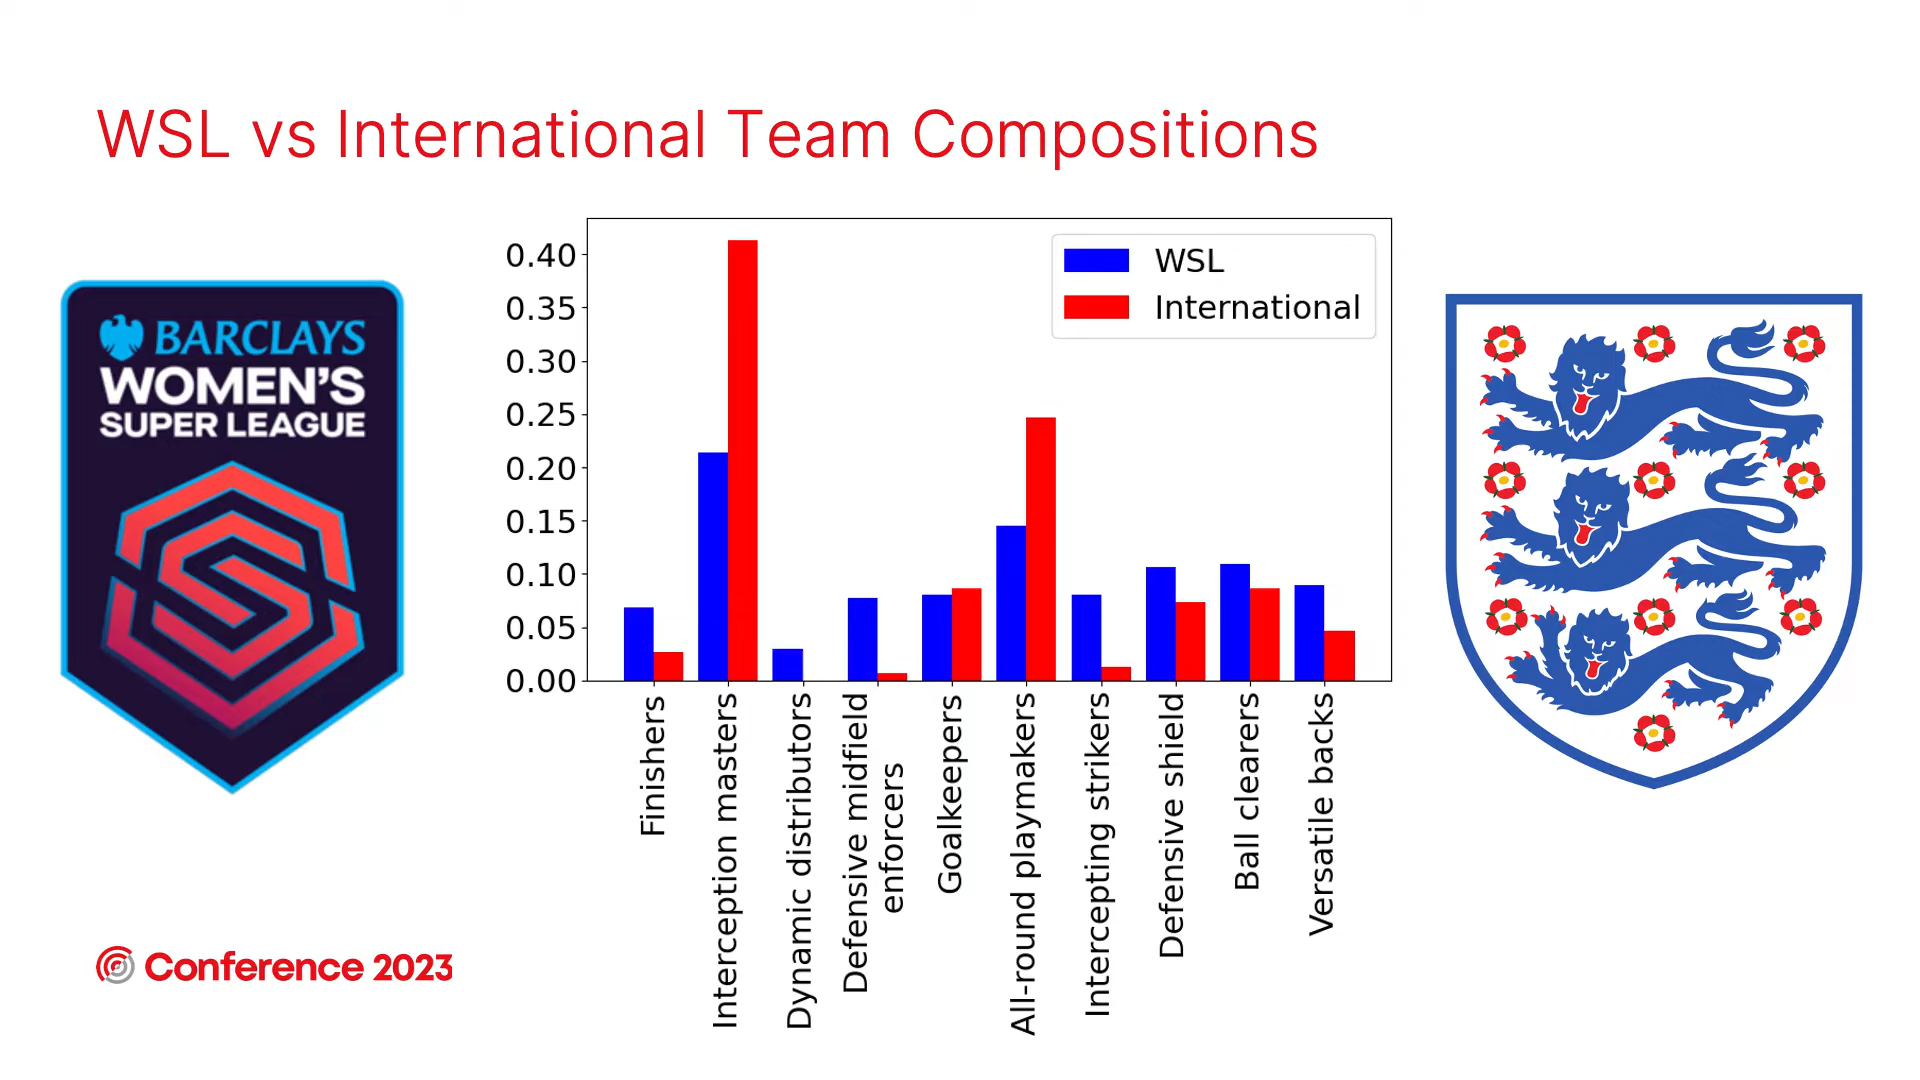 WSL vs International Team Compositions
BARCLAYS
WOMEN'S
SUPER LEAGUE
0.40
0.35
0.30
0.25
0.20
0.15
0.10
0.05
0.00
WSL
International
Finishers
Interception masters
Dynamic distributors
Defensive midfield
enforcers
Goalkeepers
All-round playmakers
Intercepting strikers
Defensive shield
Ball clearers
Versatile backs
Conference 2023